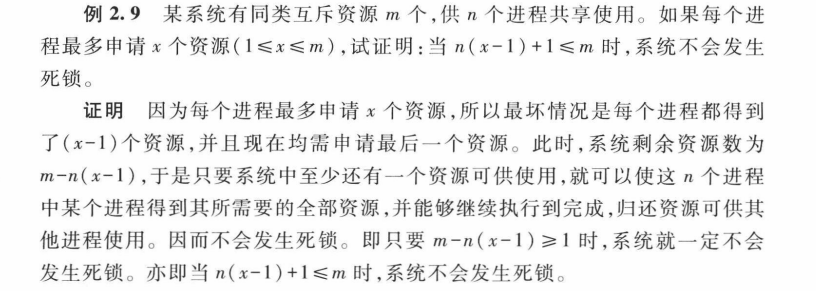 例 2.9 某系统有同类互斥资源 m 个,供 n 个进程共享使用。如果每个进
程最多申请 x 个资源(1≤x≤m),试证明:当 n(x-1)+1≤m 时,系统不会发生
死锁。
证明 因为每个进程最多申请 x 个资源,所以最坏情况是每个进程都得到
了(x-1)个资源,并且现在均需申请最后一个资源。此时,系统剩余资源数为
m-n(x-1),于是只要系统中至少还有一个资源可供使用,就可以使这 n 个进程
中某个进程得到其所需要的全部资源,并能够继续执行到完成,归还资源可供其
他进程使用。因而不会发生死锁。即只要 m-n(x-1)≥1 时,系统就一定不会
发生死锁。亦即当 n(x-1)+1≤m 时,系统不会发生死锁。